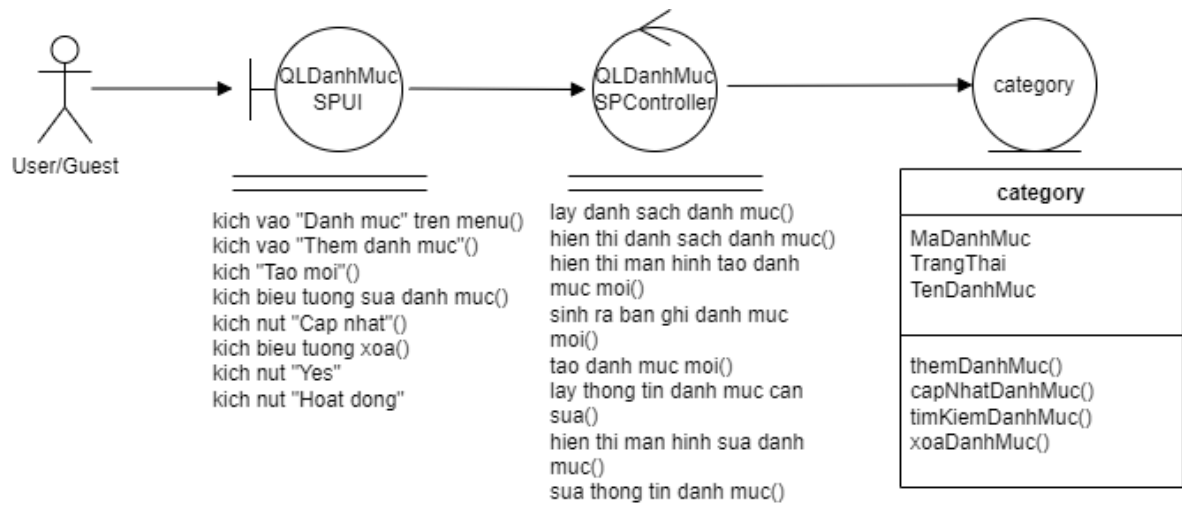 User/Guest
QLDanhMuc
SPUI
QLDanhMuc
SPController
category
kich vao "Danh muc" tren menu()
kich vao "Them danh muc"()
kich "Tao moi"()
kich bieu tuong sua danh muc()
kich nut "Cap nhat"()
kich bieu tuong xoa()
kich nut "Yes"
kich nut "Hoat dong"
lay danh sach danh muc()
hien thi danh sach danh muc()
hien thi man hinh tao danh
muc moi()
sinh ra ban ghi danh muc
moi()
tao danh muc moi()
lay thong tin danh muc can
sua()
hien thi man hinh sua danh
muc()
sua thong tin danh muc()
category
MaDanhMuc
TrangThai
TenDanhMuc
themDanhMuc()
capNhatDanhMuc()
timKiemDanhMuc()
xoaDanhMuc()